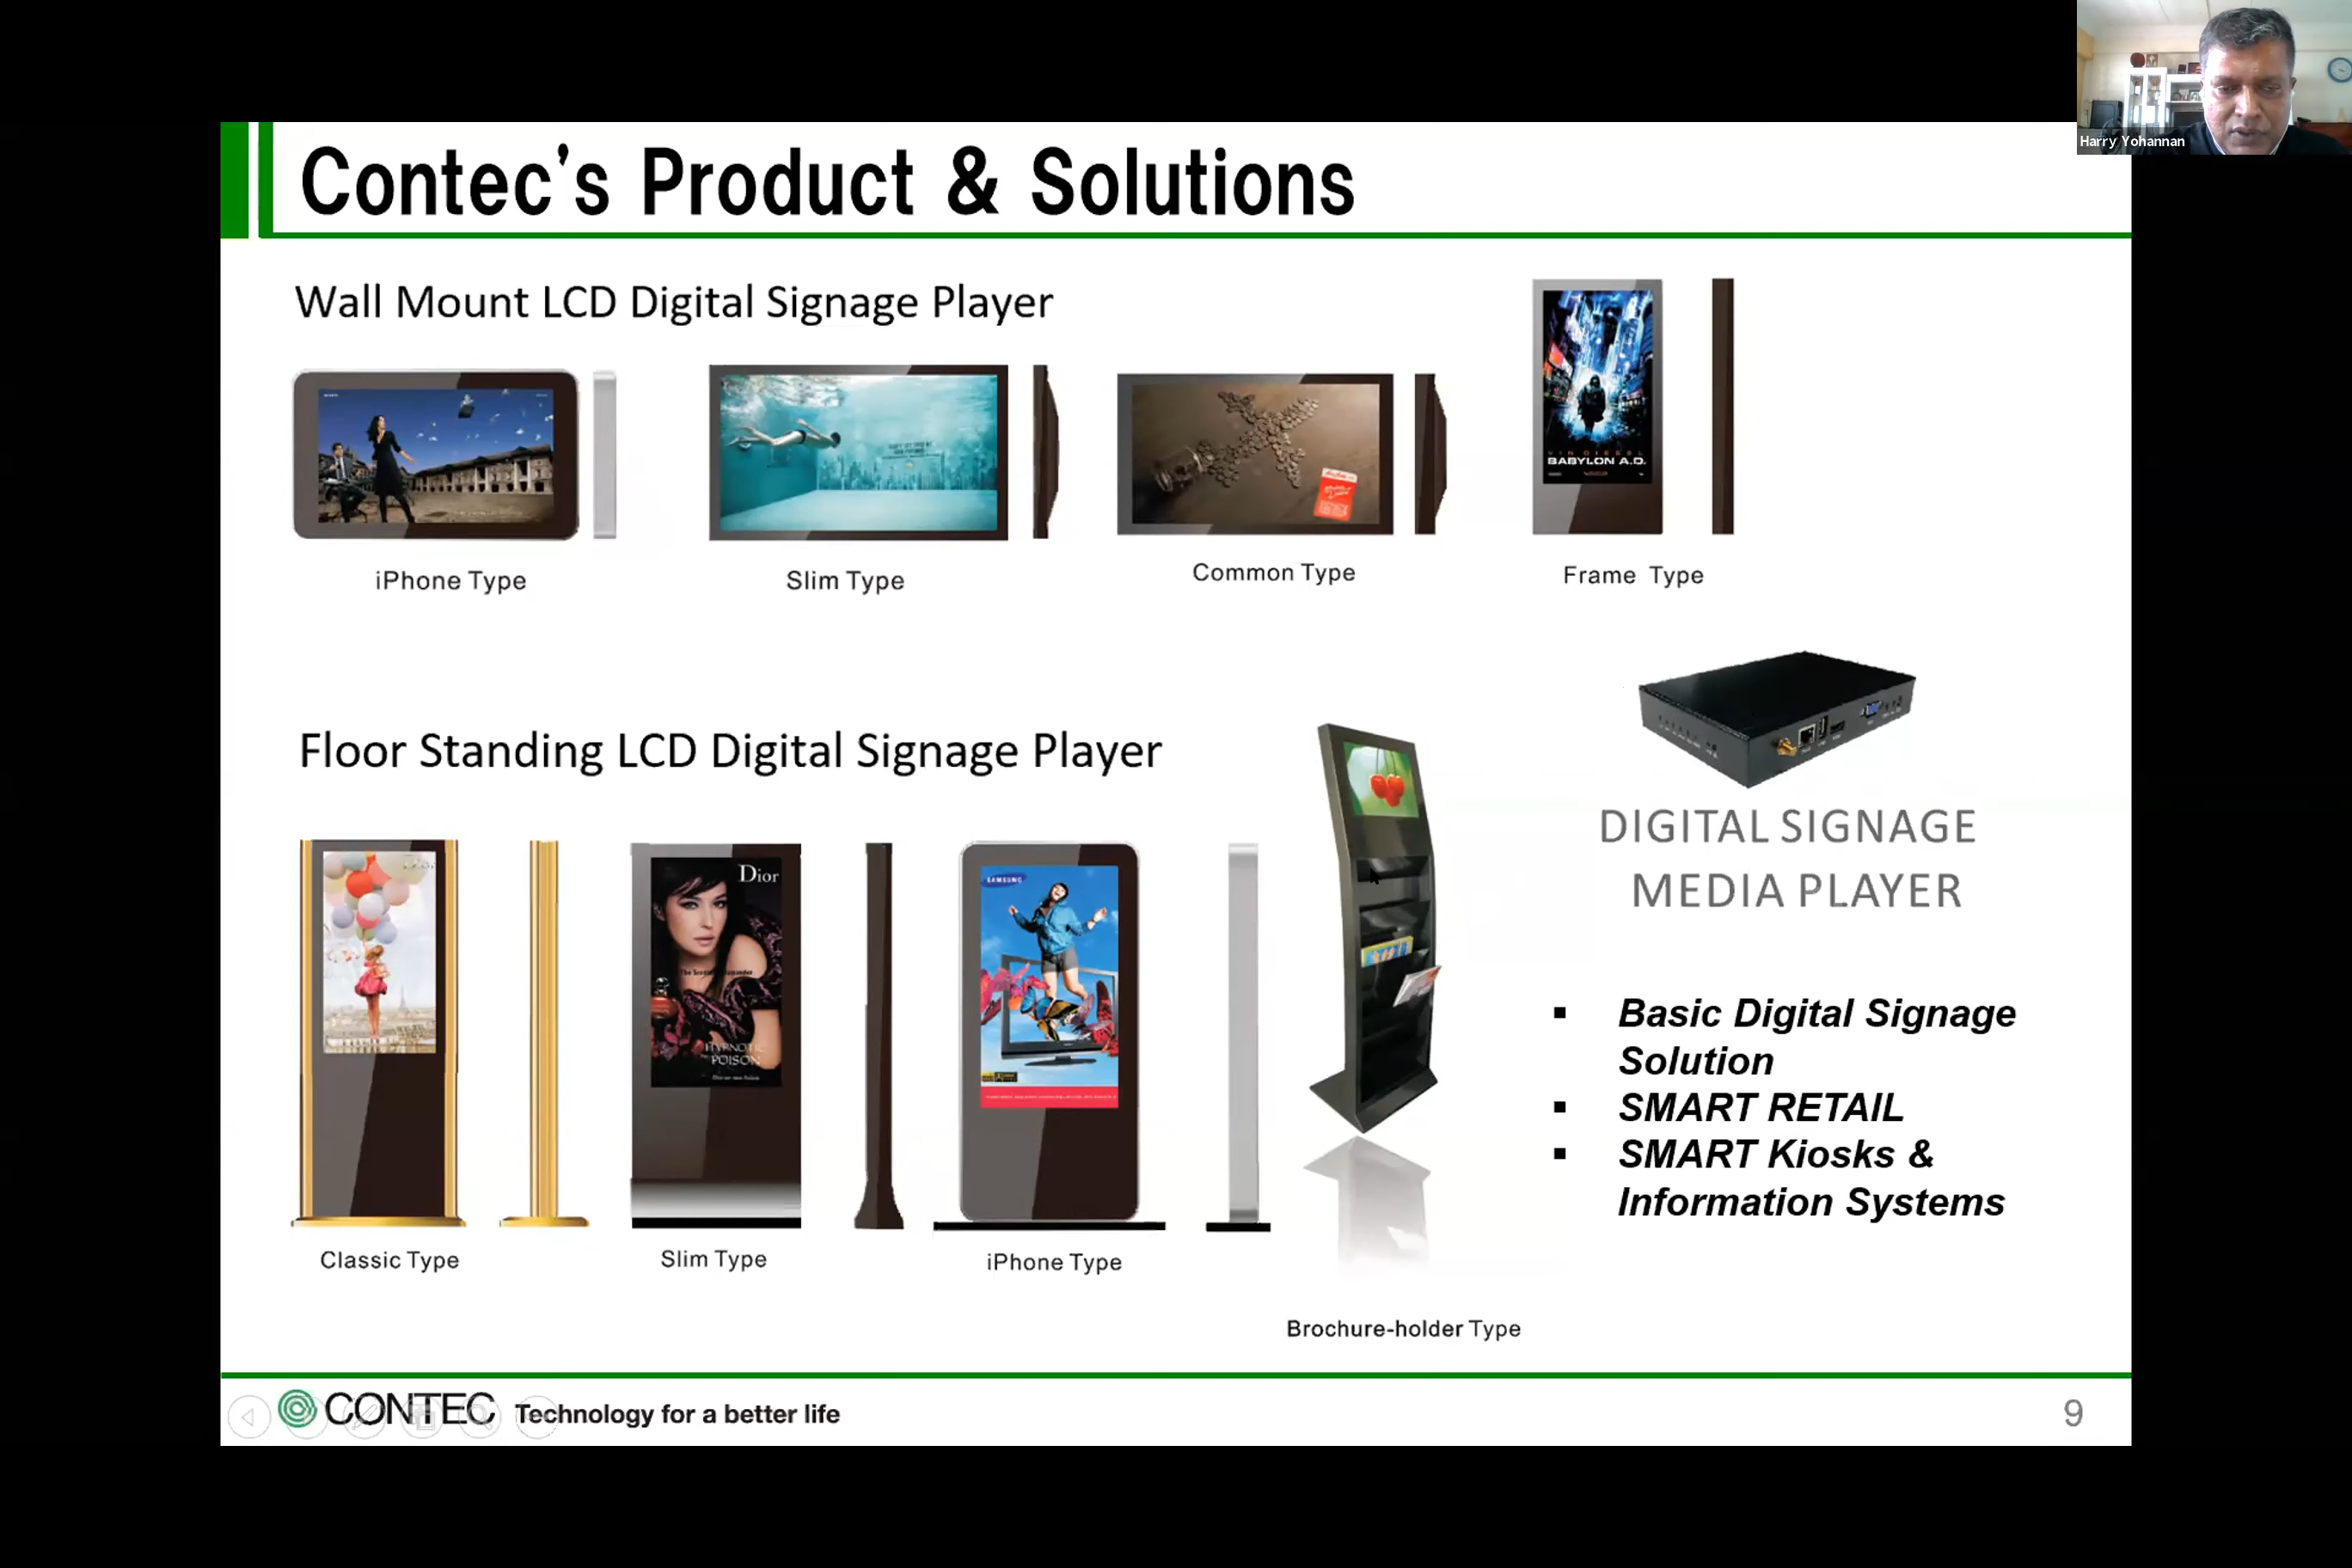 Harry Yohannan
Contec's Product & Solutions
Wall Mount LCD Digital Signage Player
VIN DIESEL
BABYLON A.D.
iPhone Type
Slim Type
Common Type
Frame Type
Floor Standing LCD Digital Signage Player
DIGITAL SIGNAGE
MEDIA PLAYER
Dior
HYPNOTIC
POISON
SAMSUNG
▪ Basic Digital Signage
Solution
▪ SMART RETAIL
▪ SMART Kiosks &
Information Systems
Classic Type
Slim Type
iPhone Type
Brochure-holder Type
CONTEC Technology for a better life
9